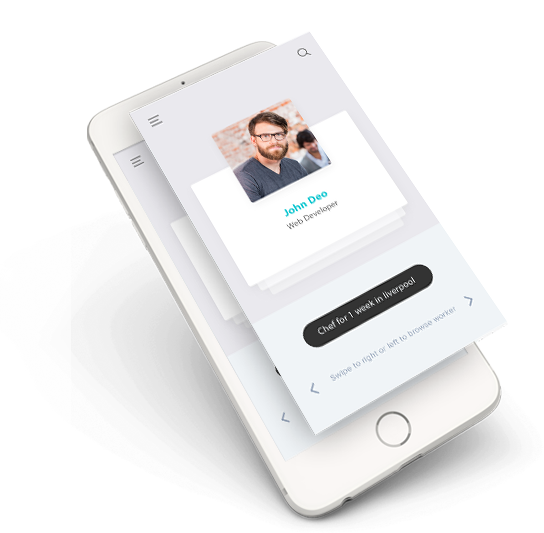 John Deo
Web Developer
Chef for 1 week in liverpool
Swipe to right or left to browse worker